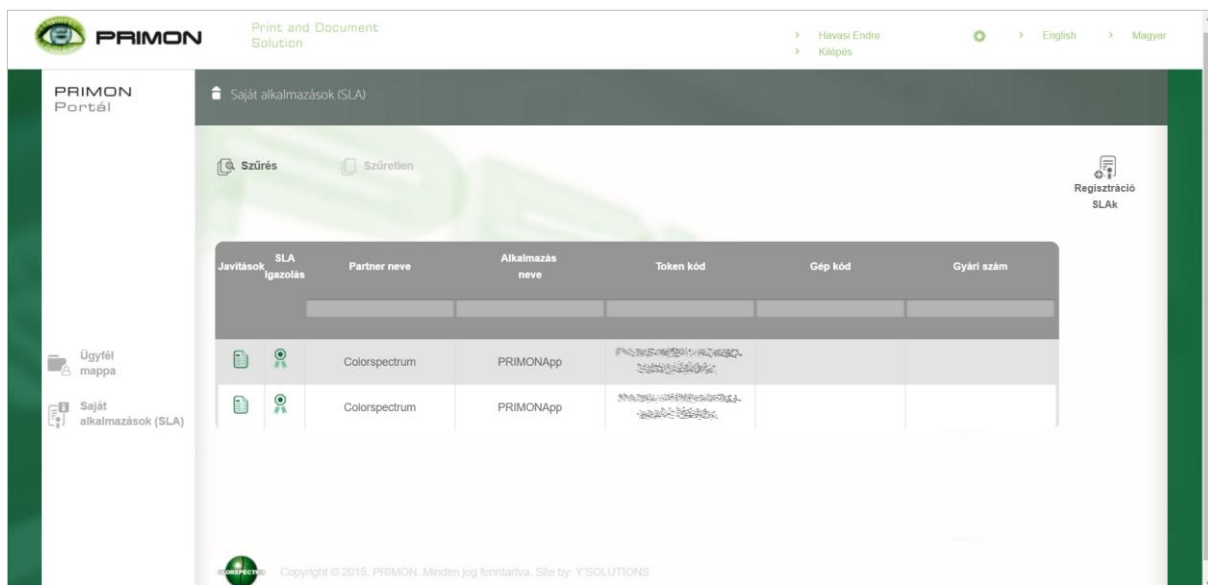 PRIMON
Print and Document
Solution
> Havasi Endre
> Kilépés
> English
> Magyar
PRIMON
Portál
Saját alkalmazások (SLA)
Szűrés
Szűretlen
Regisztráció
SLAk
Javítások
SLA
Igazolás
Partner neve
Alkalmazás
neve
Token kód
Gép kód
Gyári szám
Colorspectrum
PRIMONApp
Colorspectrum
PRIMONApp
Ügyfél
mappa
Saját
alkalmazások (SLA)
Copyright © 2015. PRIMON. Minden jog fenntartva. Site by: Y'SOLUTIONS